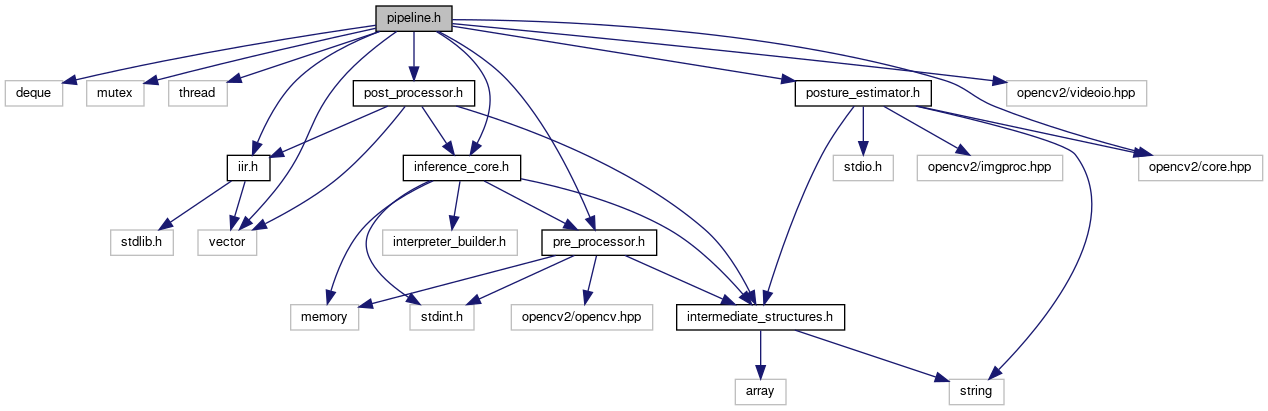 pipeline.h
deque
mutex
thread
post_processor.h
posture_estimator.h
opencv2/videoio.hpp
iir.h
inference_core.h
stdio.h
opencv2/imgproc.hpp
opencv2/core.hpp
stdlib.h
vector
interpreter_builder.h
pre_processor.h
memory
stdint.h
opencv2/opencv.hpp
intermediate_structures.h
array
string